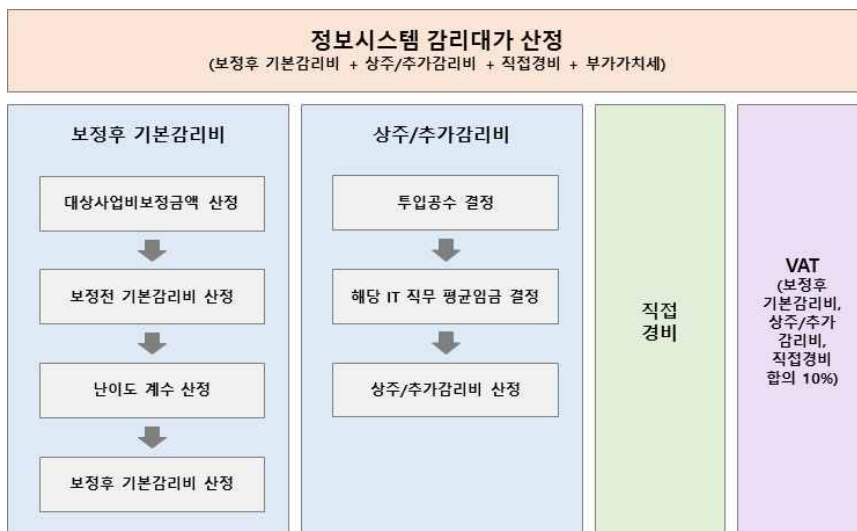 정보시스템 감리대가 산정
(보정후 기본감리비 + 상주/추가감리비 + 직접경비 + 부가가치세)
보정후 기본감리비
대상사업비보정금액 산정
보정전 기본감리비 산정
난이도 계수 산정
보정후 기본감리비 산정
상주/추가감리비
투입공수 결정
해당 IT 직무 평균임금 결정
상주/추가감리비 산정
직접
경비
VAT
(보정후
기본감리비,
상주/추가
감리비,
직접경비
합의 10%)